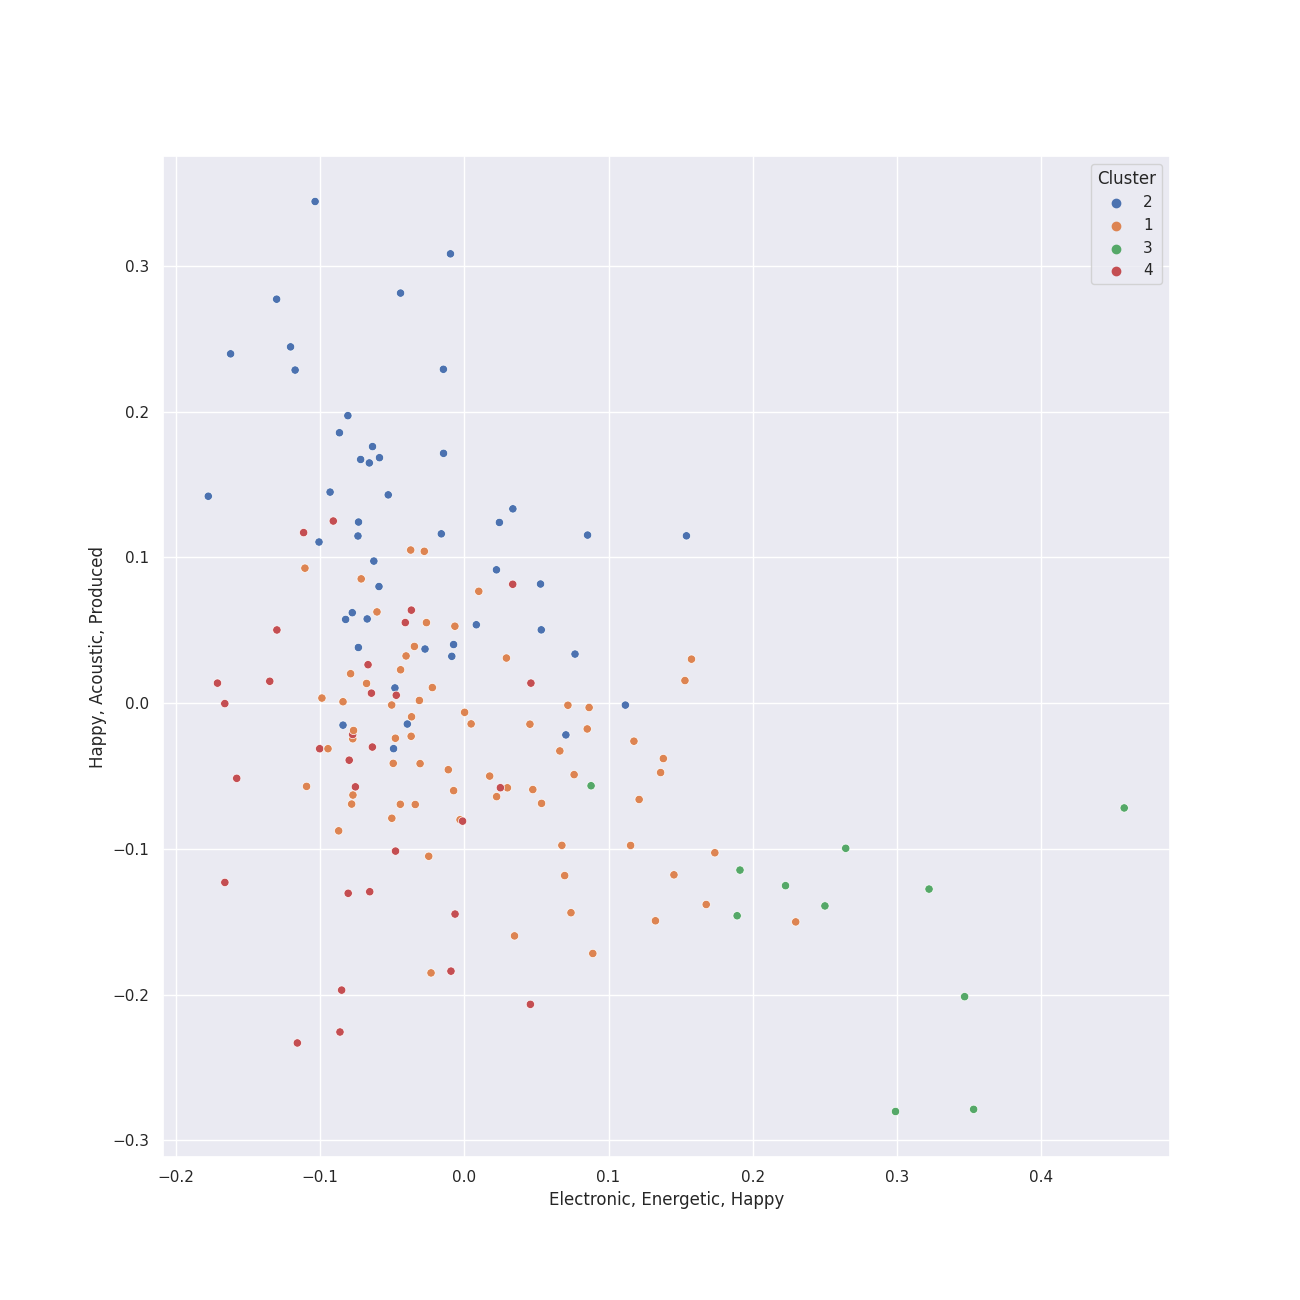 Cluster
2
1
3
4
0.3
0.2
0.1
0.0
−0.1
−0.2
−0.3
Happy, Acoustic, Produced
−0.2 −0.1 0.0 0.1 0.2 0.3 0.4
Electronic, Energetic, Happy